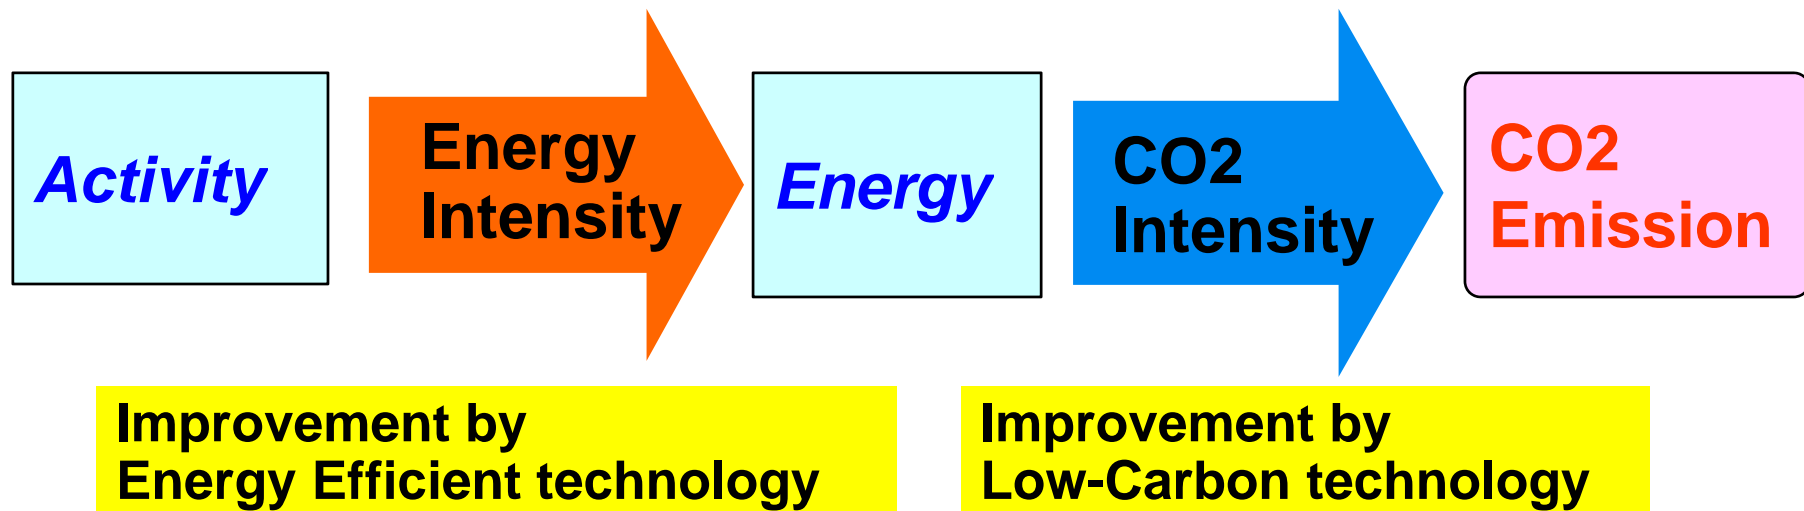 Activity
Energy
Intensity
Energy
CO2
Intensity
CO2
Emission
Improvement by
Energy Efficient technology
Improvement by
Low-Carbon technology